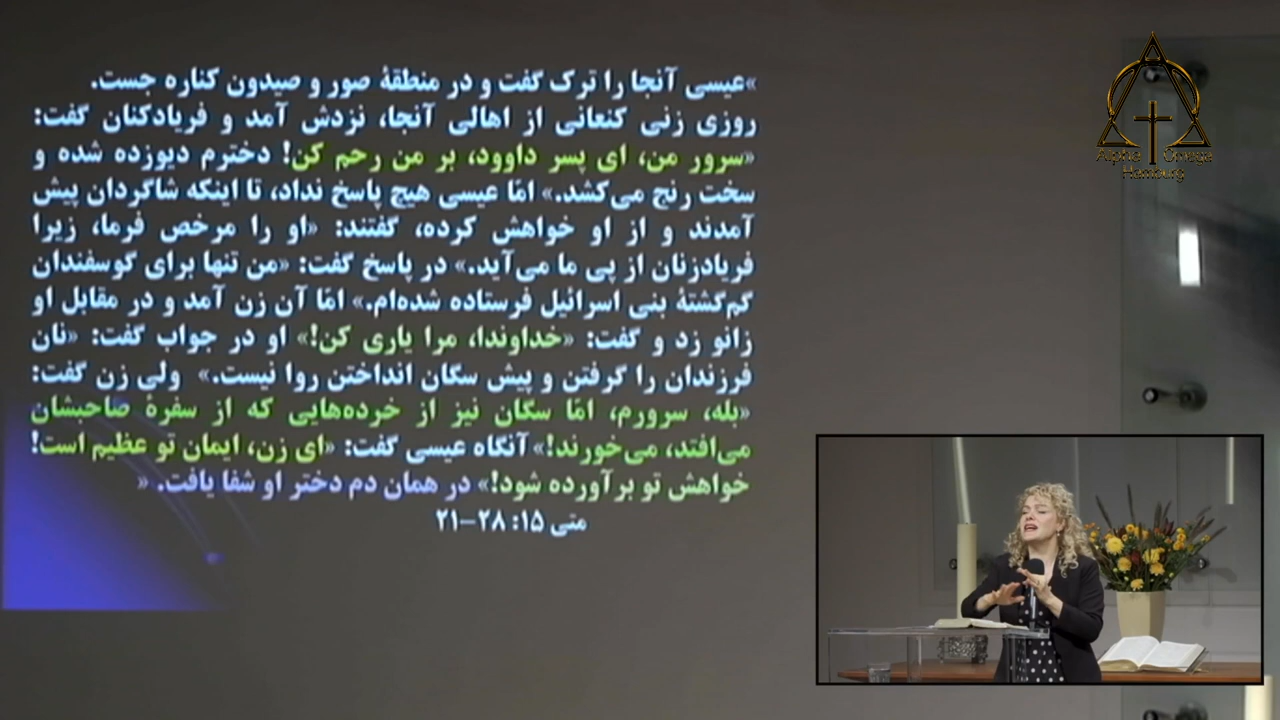 »عیسی آنجا را ترک گفت و در منطقهٔ صور و صیدون کناره جست.
روزی زنی کنعانی از اهالی آنجا، نزدش آمد و فریادکنان گفت:
»سرور من، ای پسر داوود، بر من رحم کن! دخترم دیوزده شده و
سخت رنج می‌کشد.» امّا عیسی هیچ پاسخ نداد، تا اینکه شاگردان پیش
آمدند و از او خواهش کرده، گفتند: «او را مرخص فرما، زیرا
فریادزنان از پی ما می‌آید.» در پاسخ گفت: «من تنها برای گوسفندان
گم‌گشتهٔ بنی اسرائیل فرستاده شده‌ام.» امّا آن زن آمد و در مقابل او
زانو زد و گفت: «خداوندا، مرا یاری کن!» او در جواب گفت: «نان
فرزندان را گرفتن و پیش سگان انداختن روا نیست.» ولی زن گفت:
«بله، سرورم، امّا سگان نیز از خرده‌هایی که از سفرهٔ صاحبشان
می‌افتد، می‌خورند!» آنگاه عیسی گفت: «ای زن، ایمان تو عظیم است!
خواهش تو برآورده شود!» در همان دم دختر او شفا یافت. »
متی ۱۵: ۲۸–۲۱
Alpha Omega
Hamburg